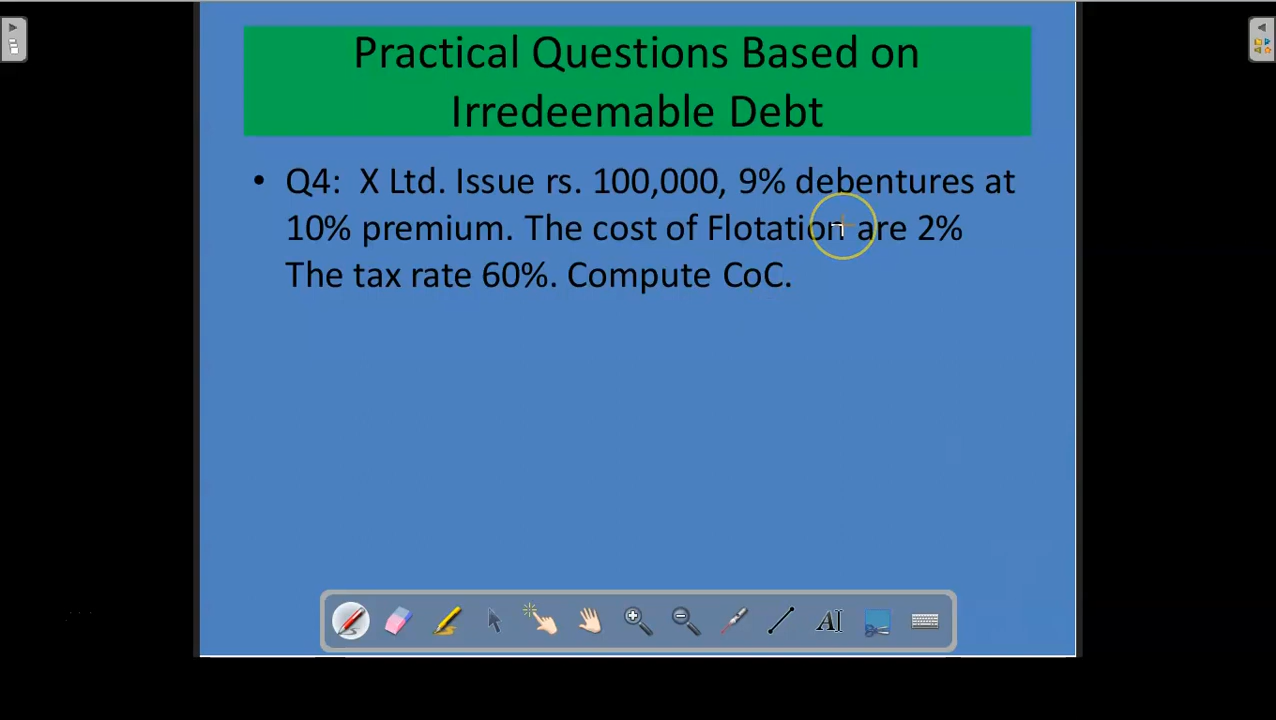 Practical Questions Based on
Irredeemable Debt
• Q4: X Ltd. Issue rs. 100,000, 9% debentures at
10% premium. The cost of Flotation are 2%
The tax rate 60%. Compute CoC.
AI